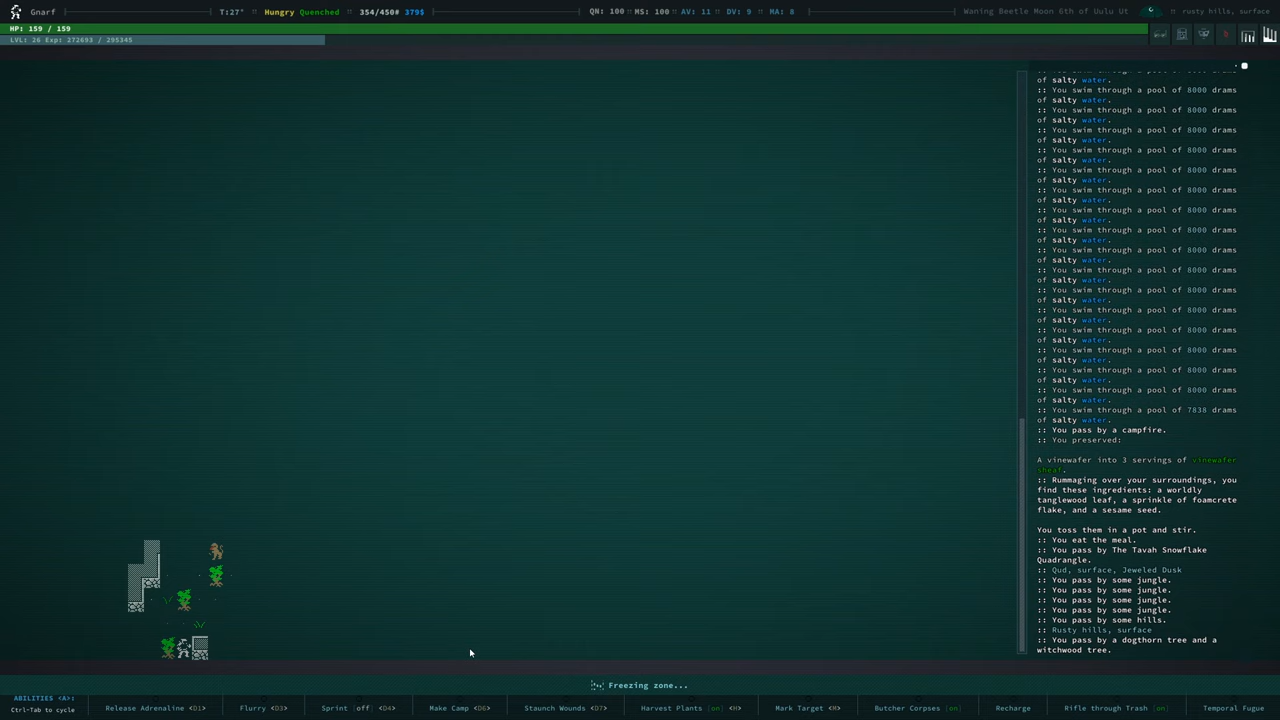 Gnarf T:27° :: Hungry Quenched :: 354/450# 379$ QN: 100 :: MS: 100 :: AV: 11 :: DV: 9 :: MA: 8 Waning Beetle Moon 6th of Uulu Ut :: rusty hills, surface
HP: 159 / 159
LVL: 26 Exp: 272693 / 295345
of salty water.
:: You swim through a pool of 8000 drams
of salty water.
:: You swim through a pool of 8000 drams
of salty water.
:: You swim through a pool of 8000 drams
of salty water.
:: You swim through a pool of 8000 drams
of salty water.
:: You swim through a pool of 8000 drams
of salty water.
:: You swim through a pool of 8000 drams
of salty water.
:: You swim through a pool of 8000 drams
of salty water.
:: You swim through a pool of 8000 drams
of salty water.
:: You swim through a pool of 8000 drams
of salty water.
:: You swim through a pool of 8000 drams
of salty water.
:: You swim through a pool of 8000 drams
of salty water.
:: You swim through a pool of 8000 drams
of salty water.
:: You swim through a pool of 8000 drams
of salty water.
:: You swim through a pool of 8000 drams
of salty water.
:: You swim through a pool of 8000 drams
of salty water.
:: You swim through a pool of 8000 drams
of salty water.
:: You swim through a pool of 7838 drams
of salty water.
:: You pass by a campfire.
:: You preserved:
A vinewafer into 3 servings of vinewafer
sheaf.
:: Rummaging over your surroundings, you
find these ingredients: a worldly
tanglewood leaf, a sprinkle of foamcrete
flake, and a sesame seed.
You toss them in a pot and stir.
:: You eat the meal.
:: You pass by The Tavah Snowflake
Quadrangle.
:: Qud, surface, Jeweled Dusk
:: You pass by some jungle.
:: You pass by some jungle.
:: You pass by some jungle.
:: You pass by some jungle.
:: You pass by some hills.
:: Rusty hills, surface
:: You pass by a dogthorn tree and a
witchwood tree.
Freezing zone...
ABILITIES <A>:
Ctrl-Tab to cycle
Release Adrenaline <D1> Flurry <D3> Sprint [off] <D4> Make Camp <D6> Staunch Wounds <D7> Harvest Plants [on] <H> Mark Target <M> Butcher Corpses [on] Recharge Rifle through Trash [on] Temporal Fugue